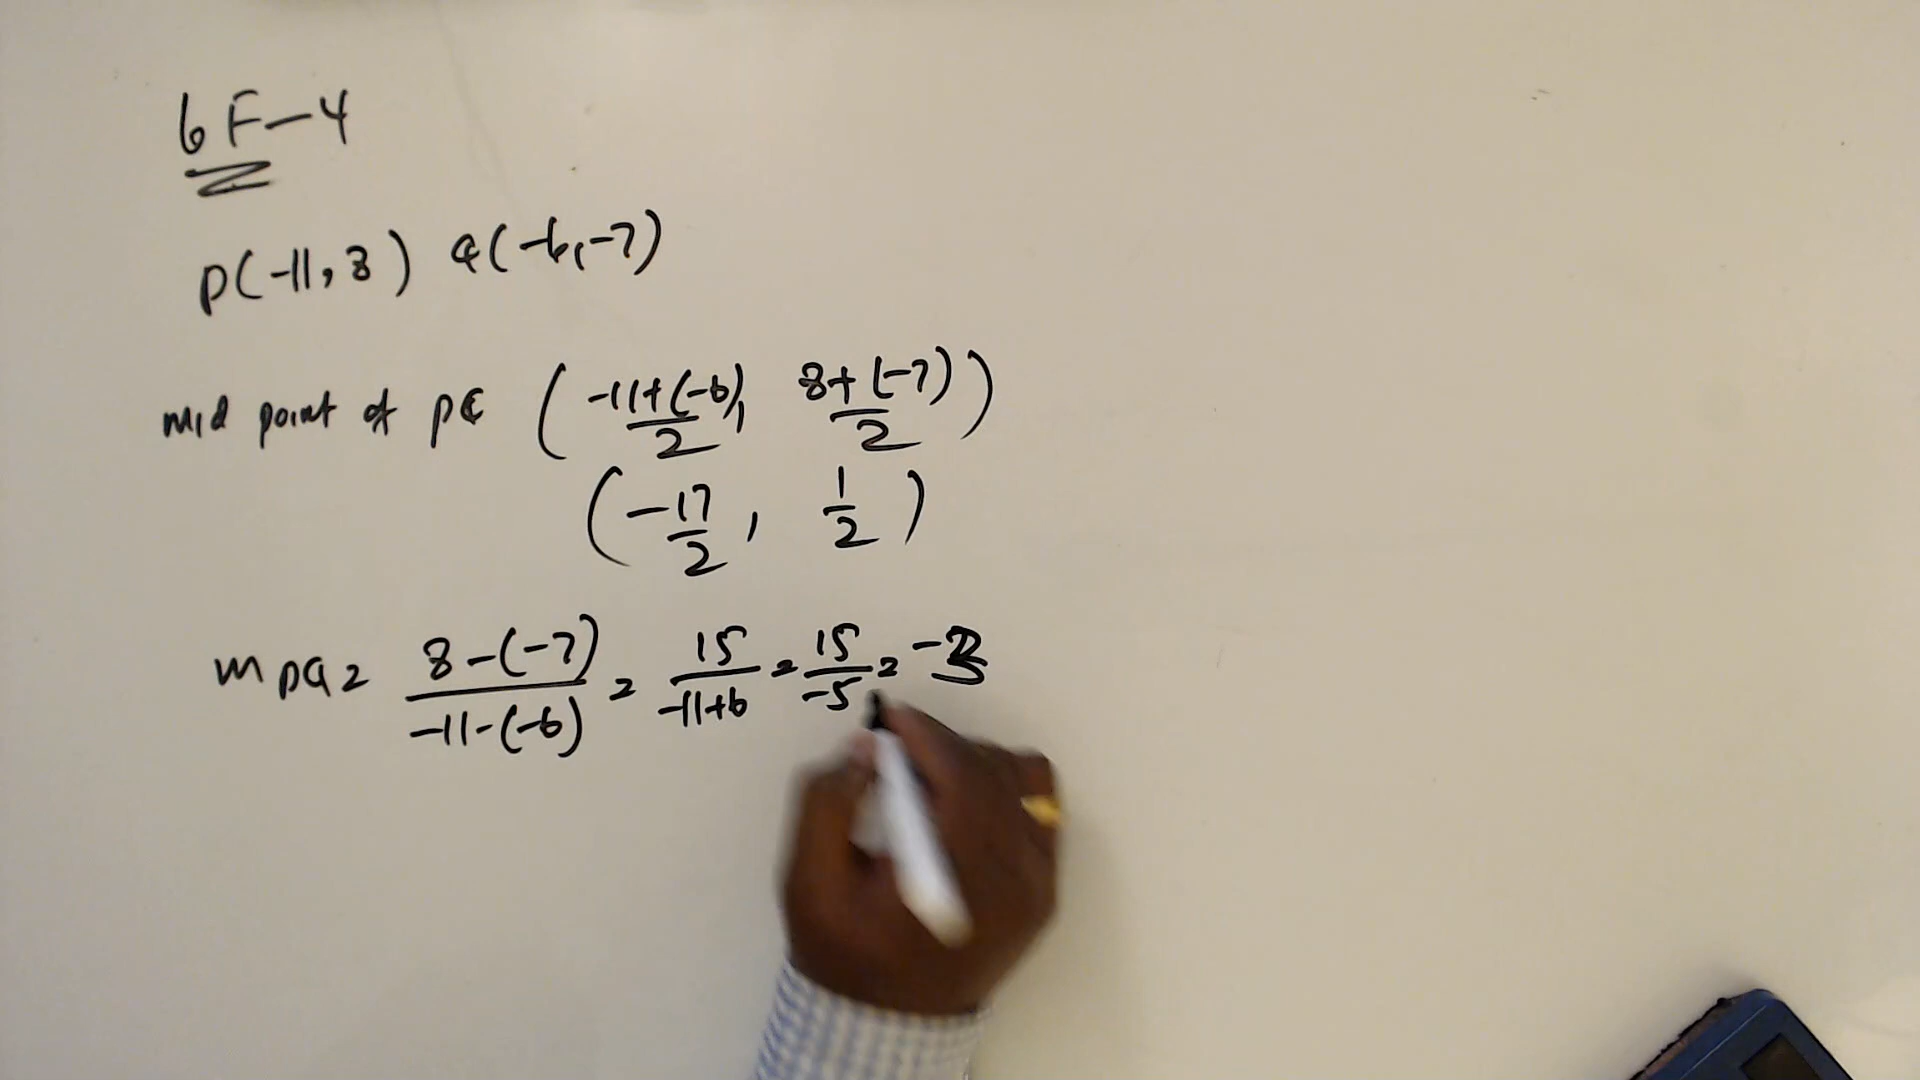 6F-4
P(-11, 8) Q(-6, -7)
Mid point of PQ (-11+(-6)/2, 8+(-7)/2)
(-17/2, 1/2)
mPQ = 8-(-7)/-11-(-6) = 15/-11+6 = 15/-5 = -3